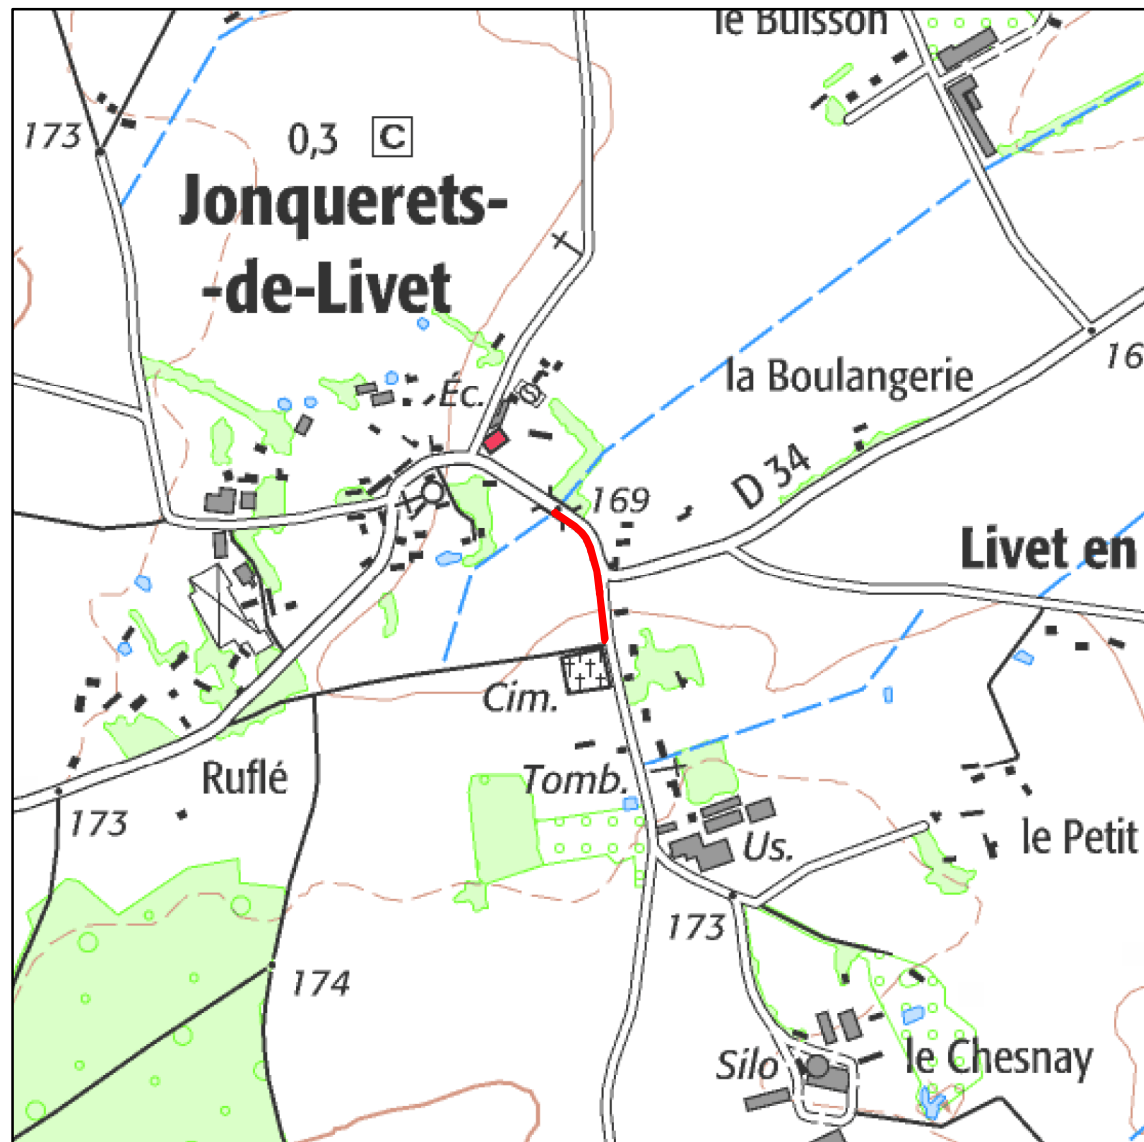 le Buisson
173
0,3 C
Jonquerets-
-de-Livet
16
la Boulangerie
Éc.
D 34
169
Livet en
Cim.
Ruflé
Tomb.
173
Us.
le Petit
173
174
Silo
le Chesnay